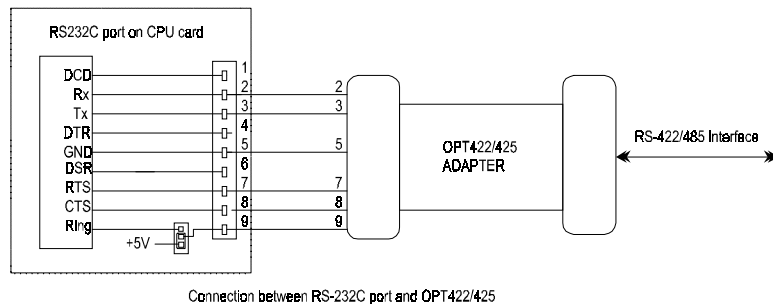 RS232C port on CPU card
DCD 1
Rx 2 2
Tx 3 3
DTR 4
GND 5 5
DSR 6
RTS 7 7
CTS 8 8
Ring 9 9
+5V
OPT422/425
ADAPTER
RS-422/485 Interface
Connection between RS-232C port and OPT422/425